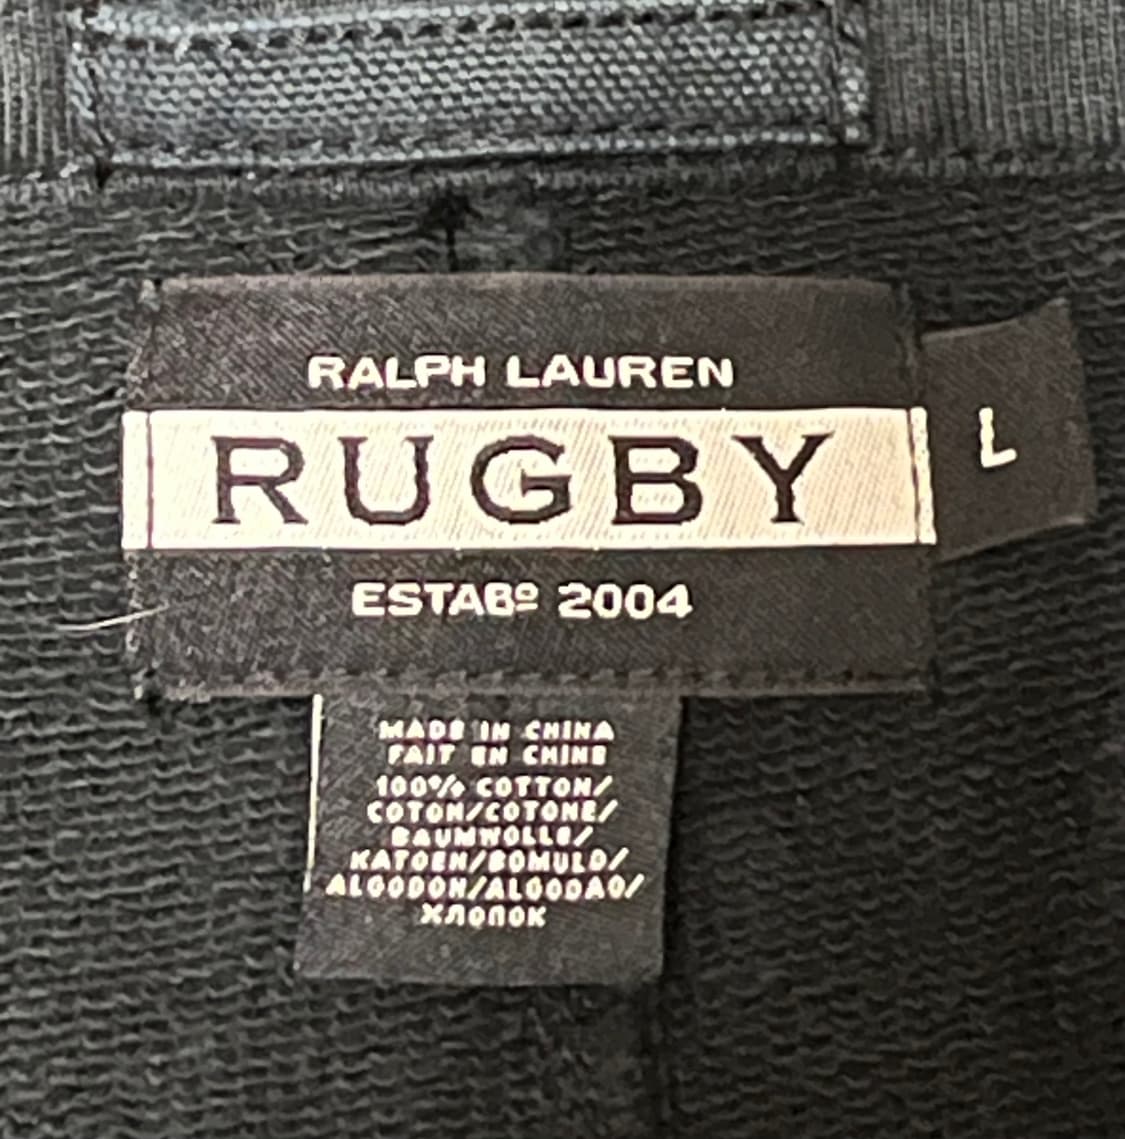 RALPH LAUREN
RUGBY
L
ESTABº 2004
MADE IN CHINA
FAIT EN CHINE
100% COTTON/
COTON/COTONE/
BAUMWOLLE/
KATOEN/BOMULD/
ALGODON/ALGODAO/
ХЛОПОК